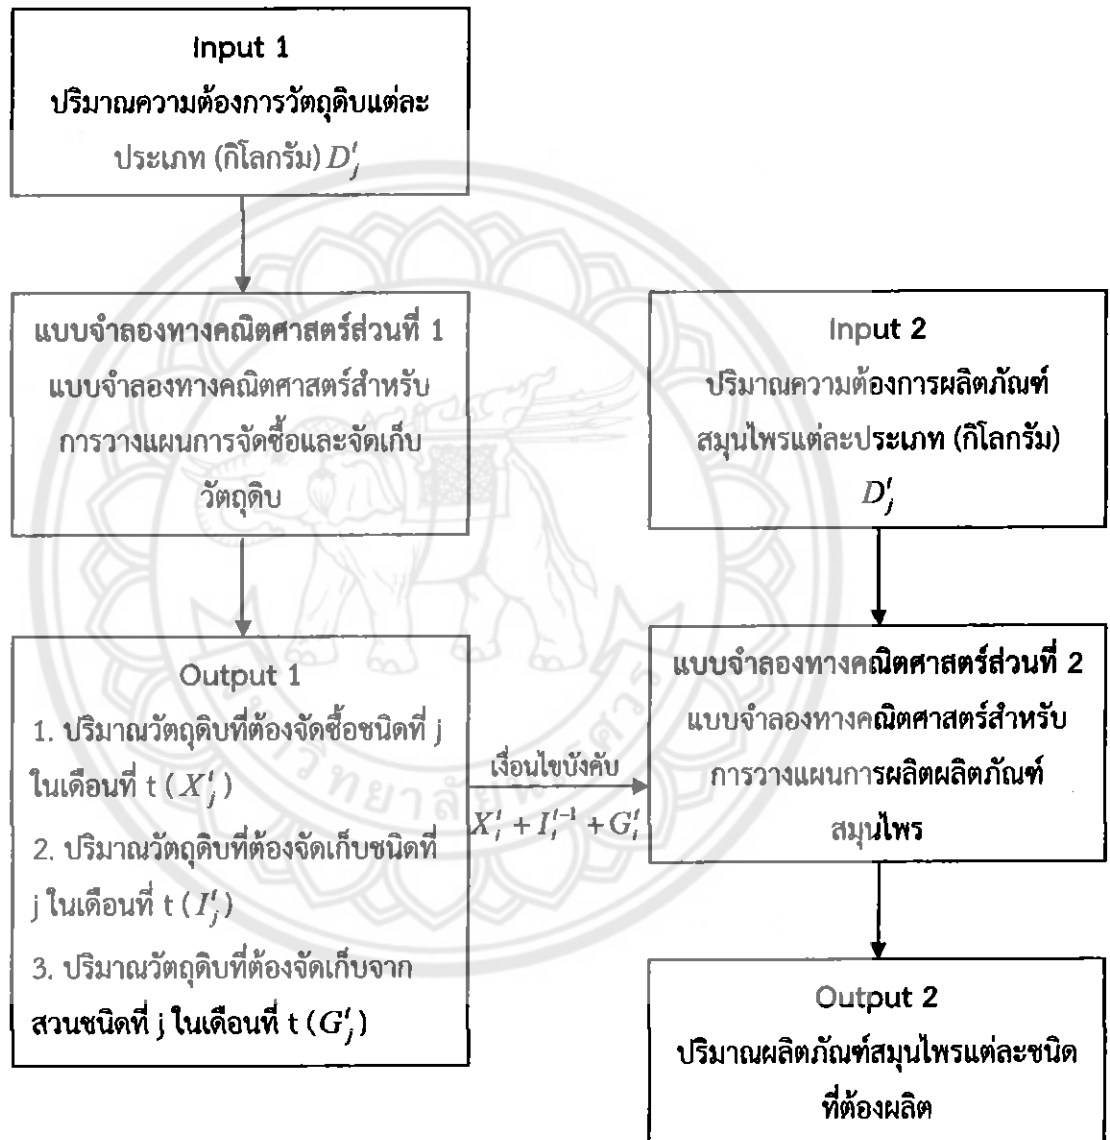 Input 1
ปริมาณความต้องการวัตถุดิบแต่ละ
ประเภท (กิโลกรัม) D_j^t
แบบจำลองทางคณิตศาสตร์ส่วนที่ 1
แบบจำลองทางคณิตศาสตร์สำหรับ
การวางแผนการจัดซื้อและจัดเก็บ
วัตถุดิบ
Output 1
1. ปริมาณวัตถุดิบที่ต้องจัดซื้อชนิดที่ j
ในเดือนที่ t (X_j^t)
2. ปริมาณวัตถุดิบที่ต้องจัดเก็บชนิดที่
j ในเดือนที่ t (I_j^t)
3. ปริมาณวัตถุดิบที่ต้องจัดเก็บจาก
สวนชนิดที่ j ในเดือนที่ t (G_j^t)
เงื่อนไขบังคับ
X_i^t + I_i^{t-1} + G_i^t
Input 2
ปริมาณความต้องการผลิตภัณฑ์
สมุนไพรแต่ละประเภท (กิโลกรัม)
D_j^t
แบบจำลองทางคณิตศาสตร์ส่วนที่ 2
แบบจำลองทางคณิตศาสตร์สำหรับ
การวางแผนการผลิตผลิตภัณฑ์
สมุนไพร
Output 2
ปริมาณผลิตภัณฑ์สมุนไพรแต่ละชนิด
ที่ต้องผลิต